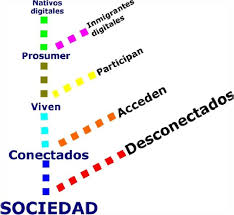 Nativos
digitales
Inmigrantes
digitales
Prosumer
Participan
Viven
Acceden
Conectados
Desconectados
SOCIEDAD